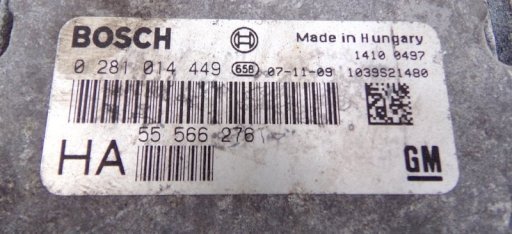 BOSCH Made in Hungary
1410 0497
0 281 014 449 658 07-11-09 1039S21480
55 566 276
HA GM